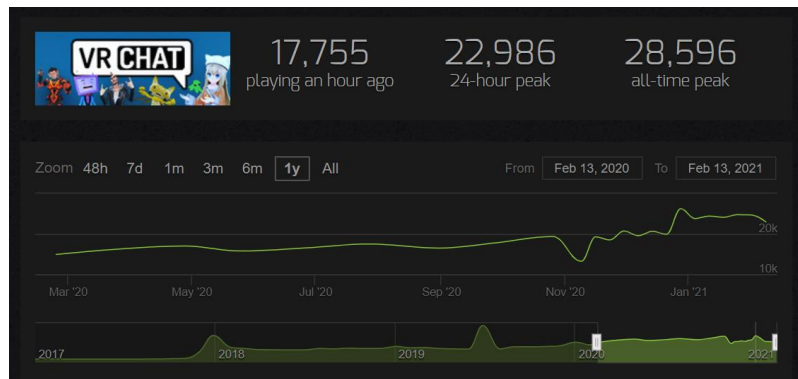 VRCHAT
17,755 22,986 28,596
playing an hour ago 24-hour peak all-time peak
Zoom 48h 7d 1m 3m 6m 1y All From Feb 13, 2020 To Feb 13, 2021
20k
10k
Mar '20 May '20 Jul '20 Sep '20 Nov '20 Jan '21
2017 2018 2019 2020 2021